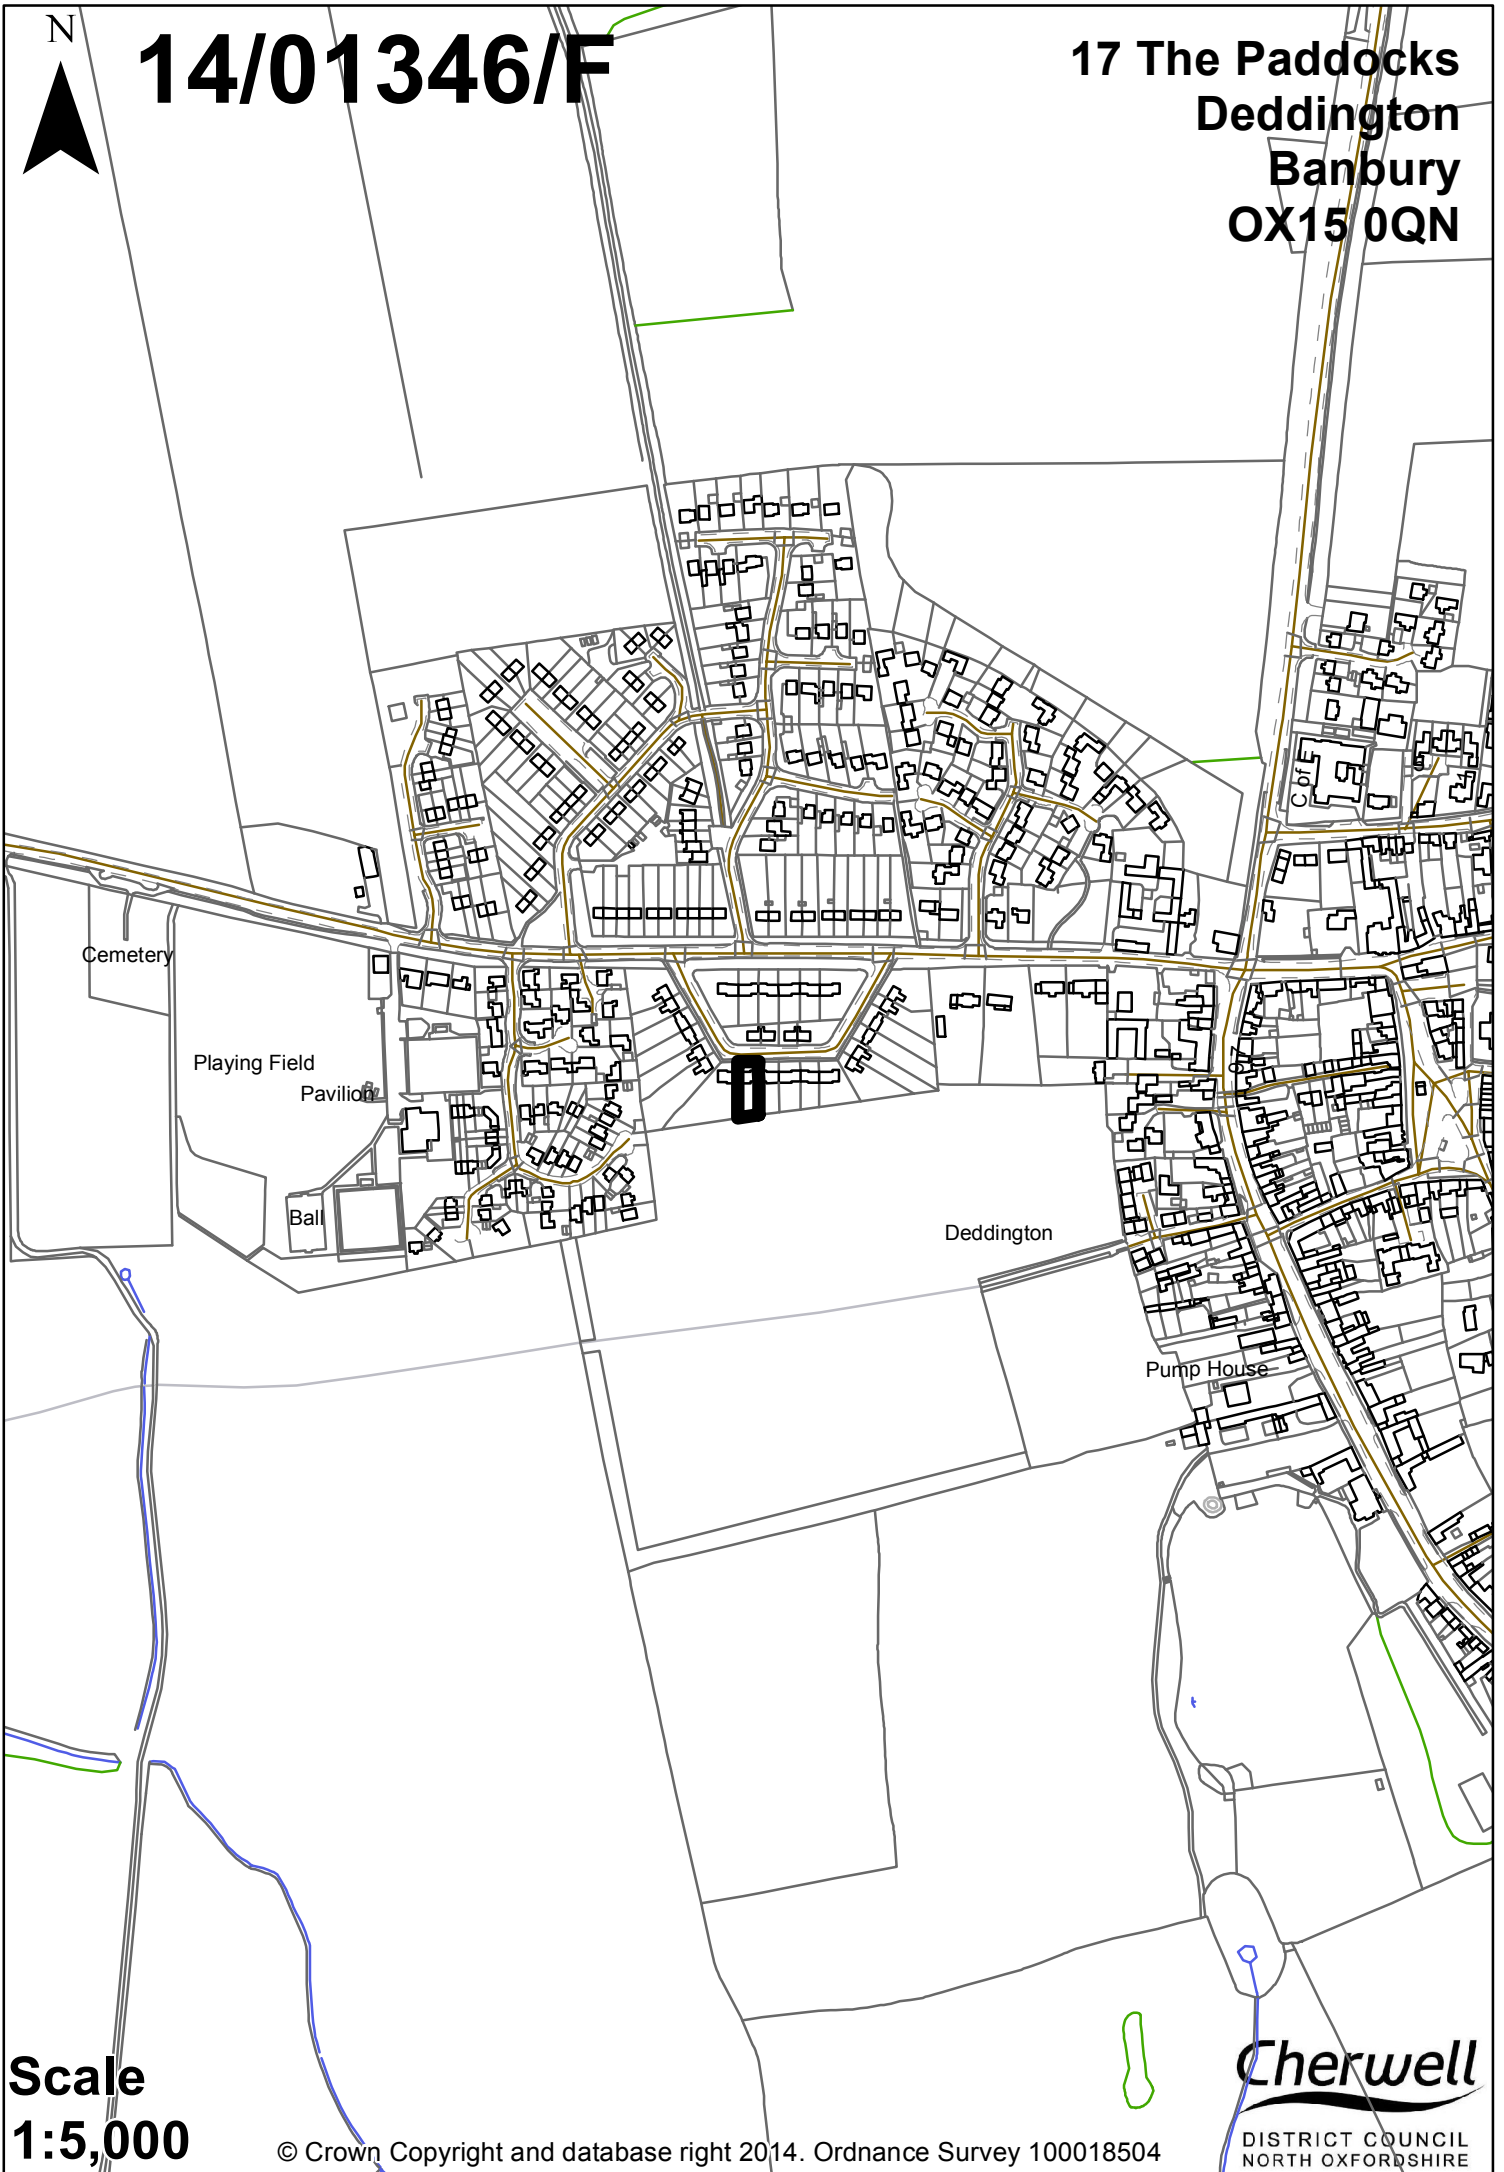 N
14/01346/F
17 The Paddocks
Deddington
Banbury
OX15 0QN
C of E
Cemetery
Playing Field
Pavilion
Ball
Deddington
Pump House
Scale
1:5,000
© Crown Copyright and database right 2014. Ordnance Survey 100018504
Cherwell
DISTRICT COUNCIL
NORTH OXFORDSHIRE